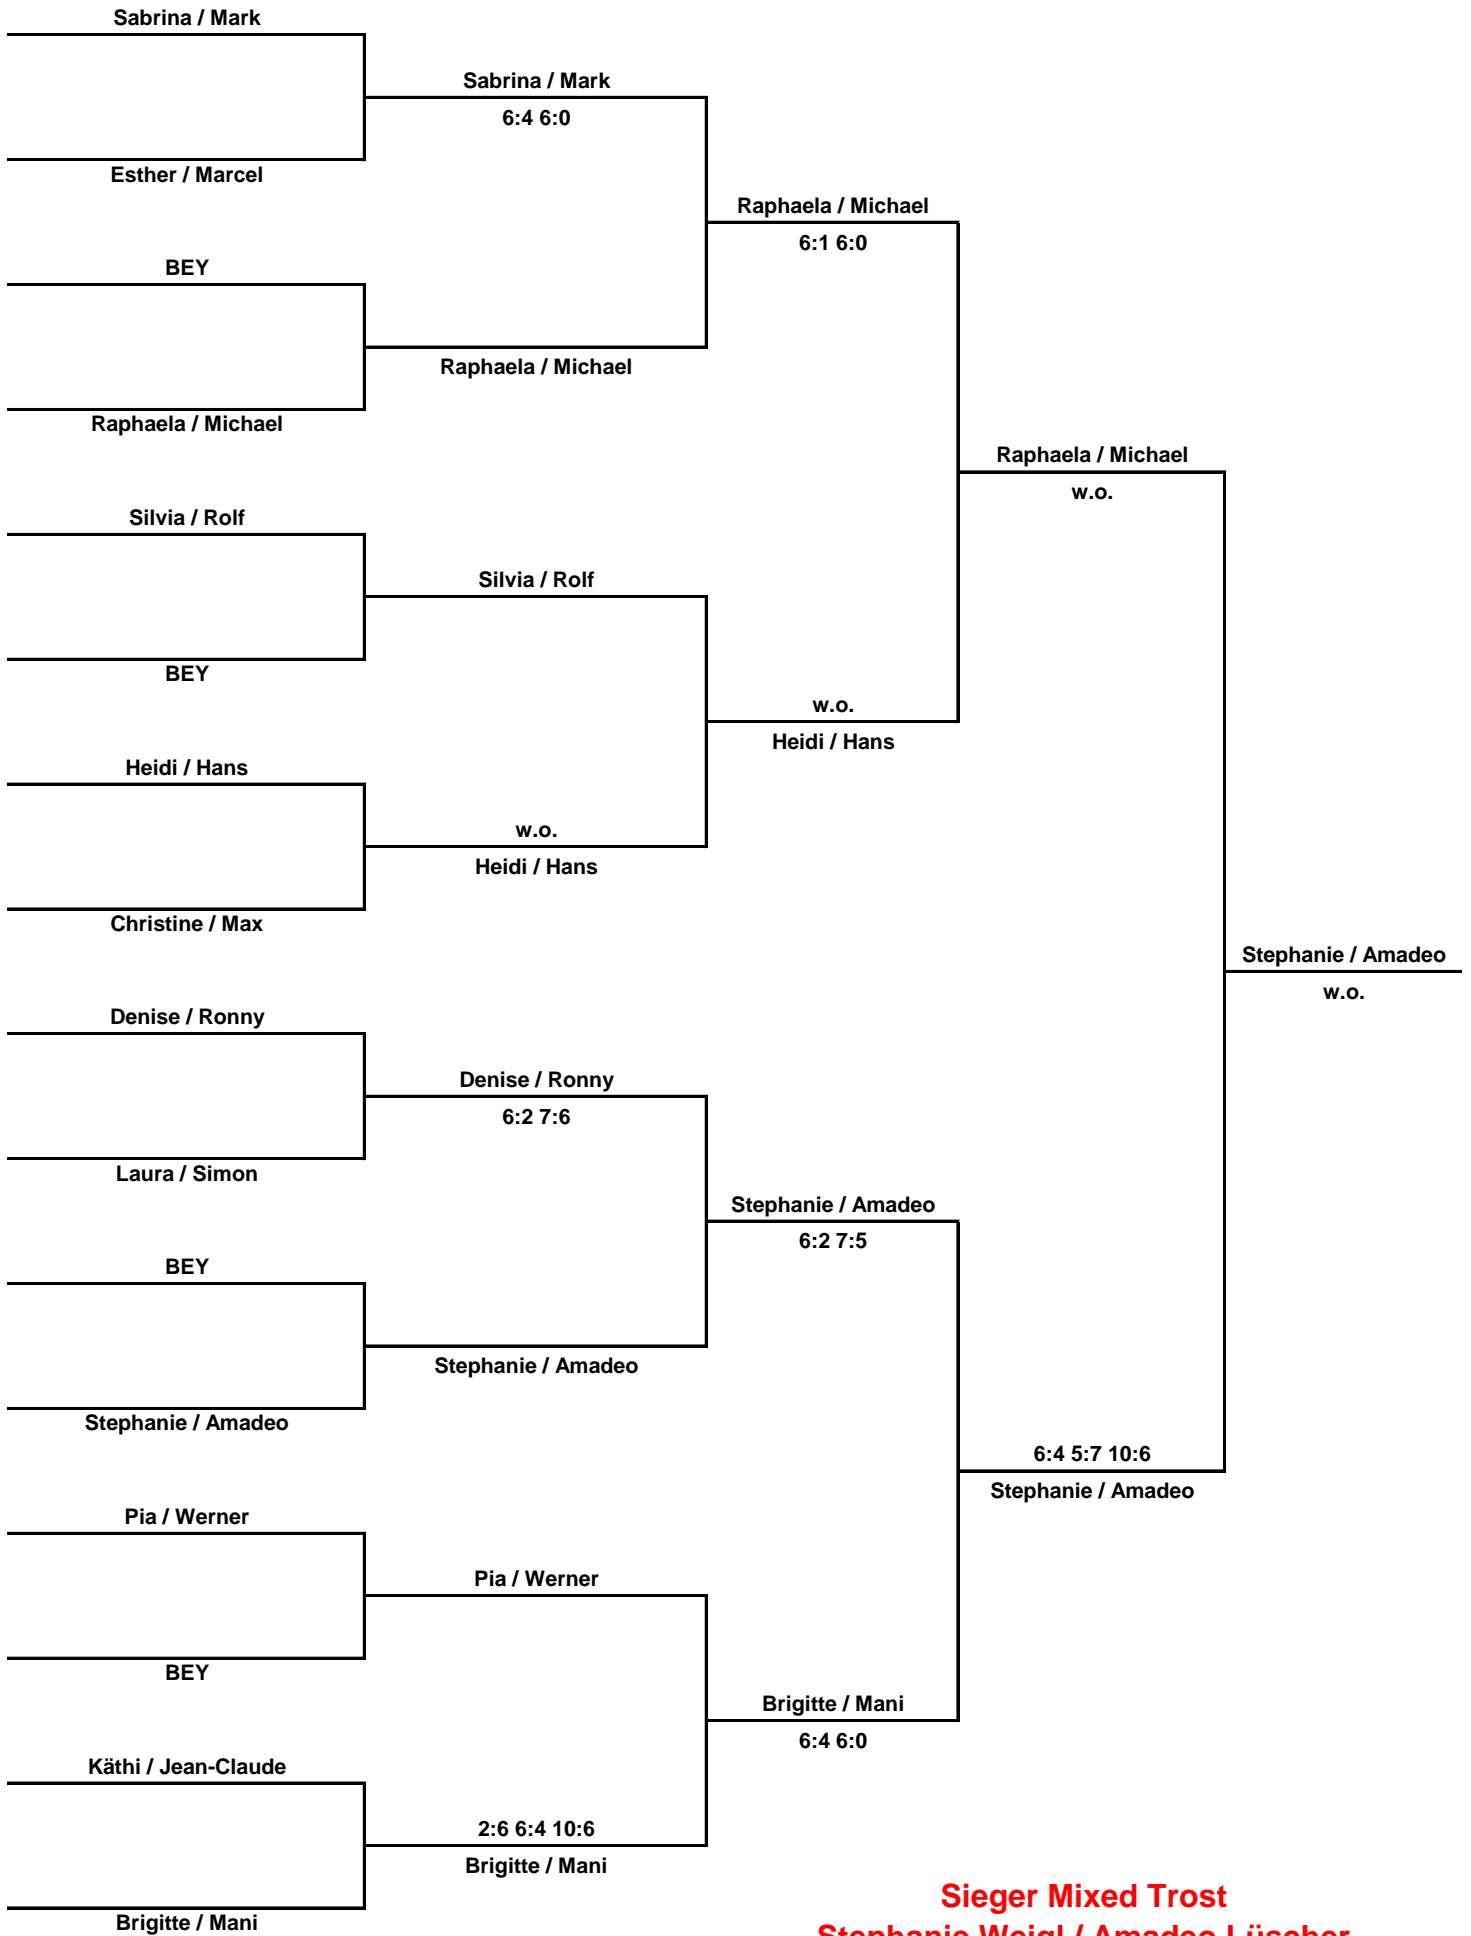 Sabrina / Mark
Sabrina / Mark
6:4 6:0
Esther / Marcel
Raphaela / Michael
6:1 6:0
BEY
Raphaela / Michael
Raphaela / Michael
Raphaela / Michael
w.o.
Silvia / Rolf
Silvia / Rolf
BEY
w.o.
Heidi / Hans
Heidi / Hans
w.o.
Heidi / Hans
Christine / Max
Stephanie / Amadeo
w.o.
Denise / Ronny
Denise / Ronny
6:2 7:6
Laura / Simon
Stephanie / Amadeo
6:2 7:5
BEY
Stephanie / Amadeo
Stephanie / Amadeo
6:4 5:7 10:6
Stephanie / Amadeo
Pia / Werner
Pia / Werner
BEY
Brigitte / Mani
6:4 6:0
Käthi / Jean-Claude
2:6 6:4 10:6
Brigitte / Mani
Brigitte / Mani
Sieger Mixed Trost
Stephanie Weigl / Amadeo Lüscher